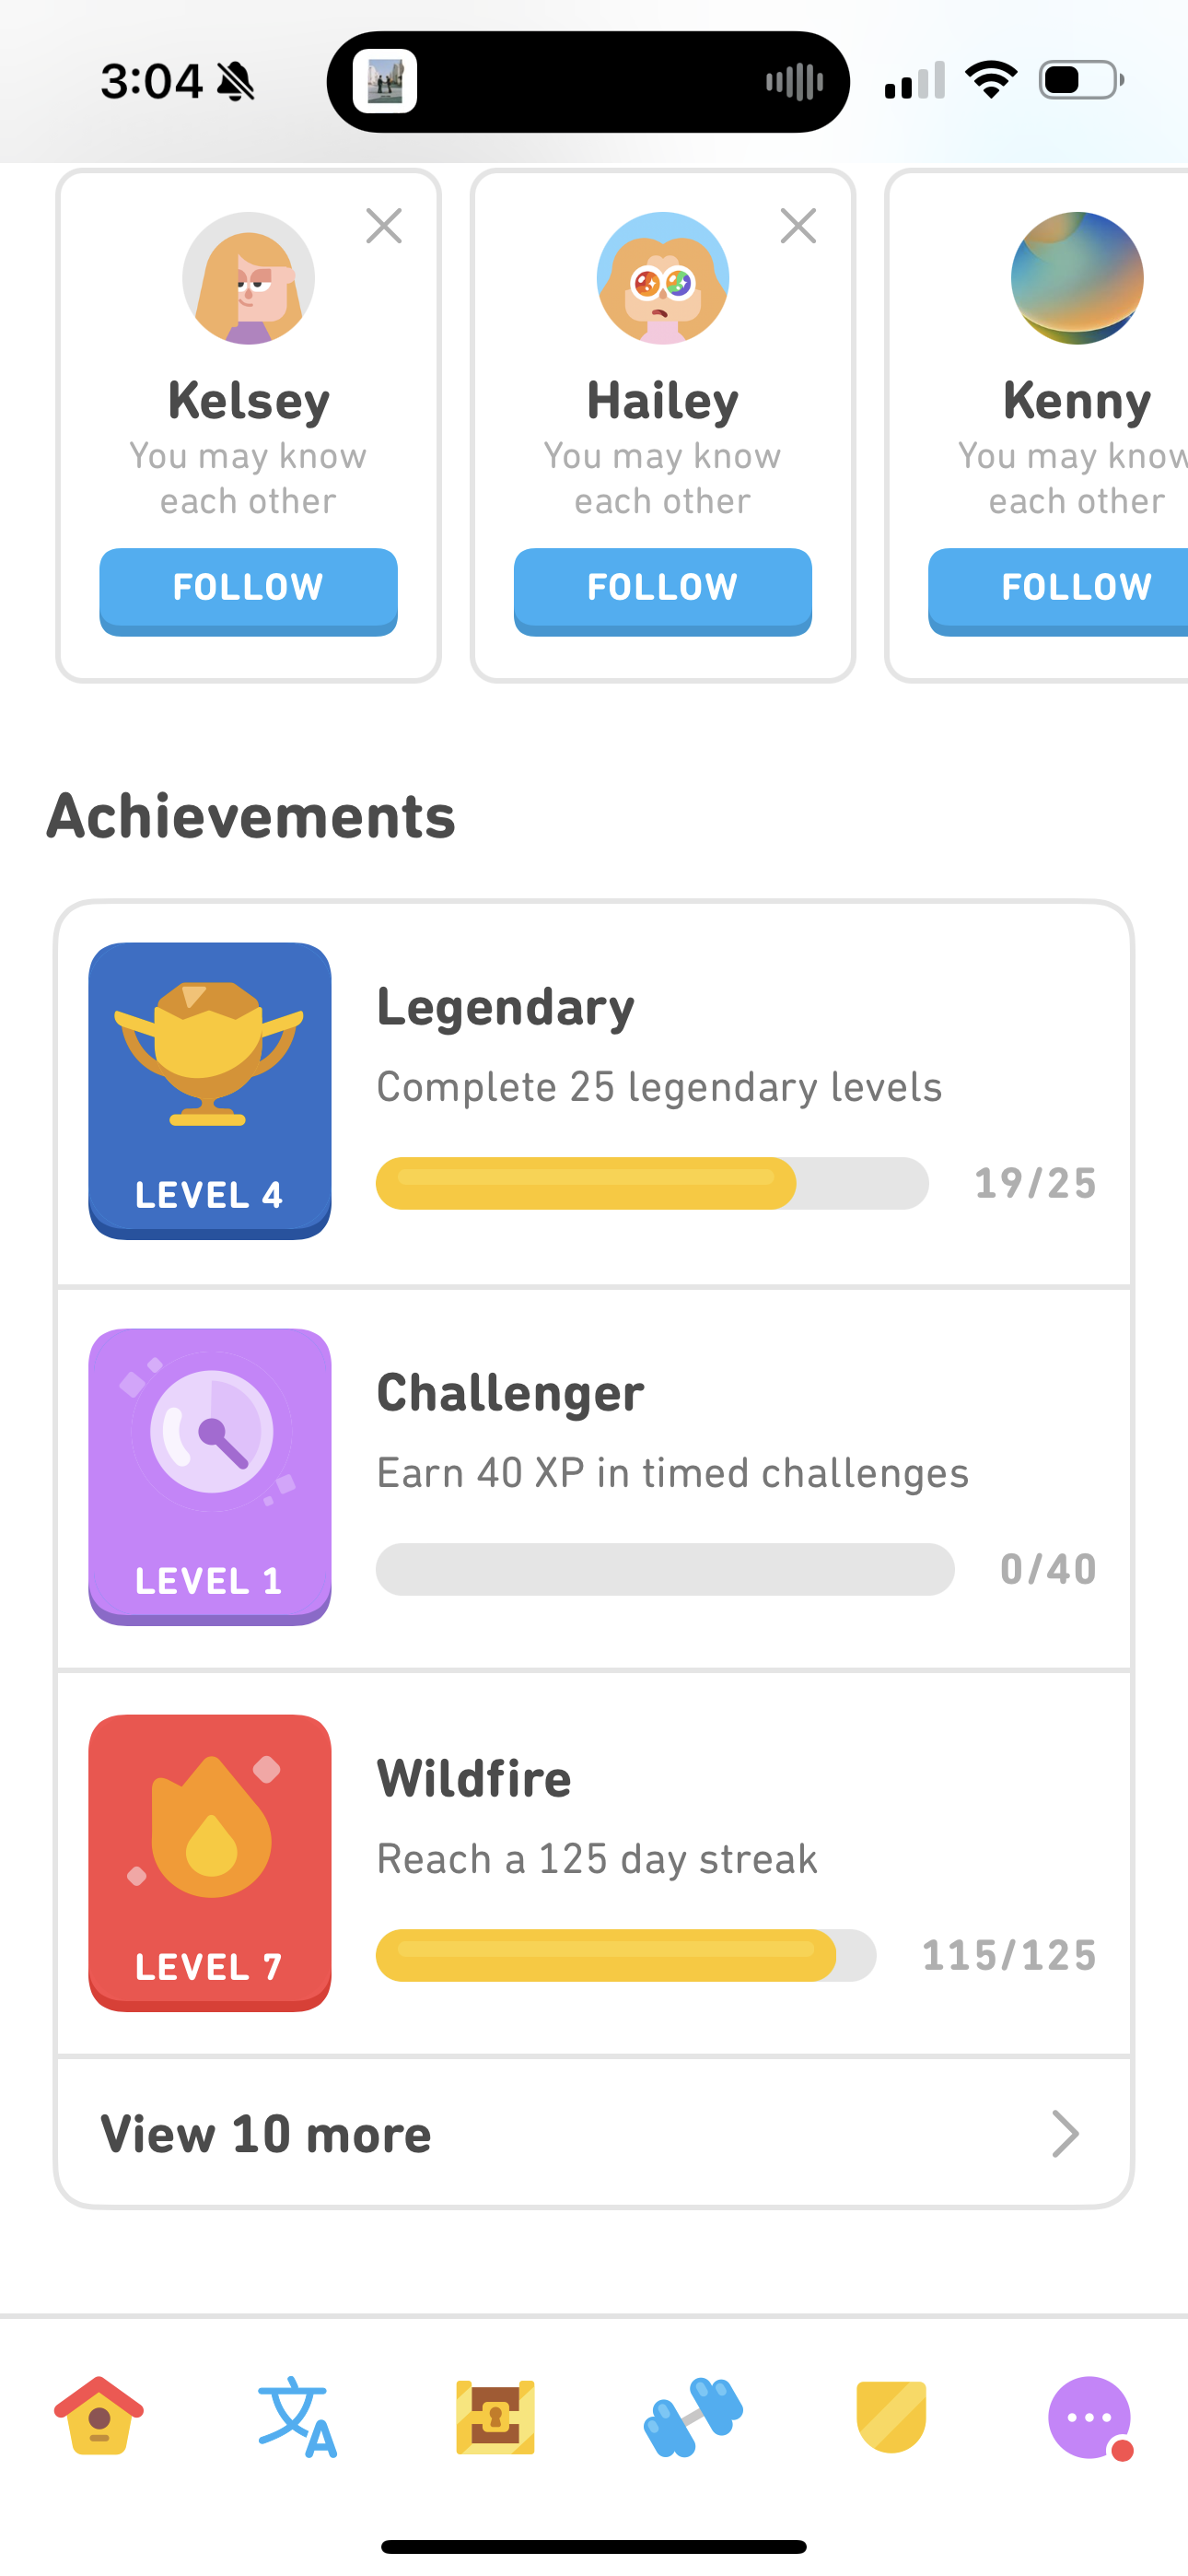 3:04
Kelsey
You may know
each other
FOLLOW
Hailey
You may know
each other
FOLLOW
Kenny
You may know
each other
FOLLOW
Achievements
Legendary
Complete 25 legendary levels
19/25
LEVEL 4
Challenger
Earn 40 XP in timed challenges
0/40
LEVEL 1
Wildfire
Reach a 125 day streak
115/125
LEVEL 7
View 10 more
文A